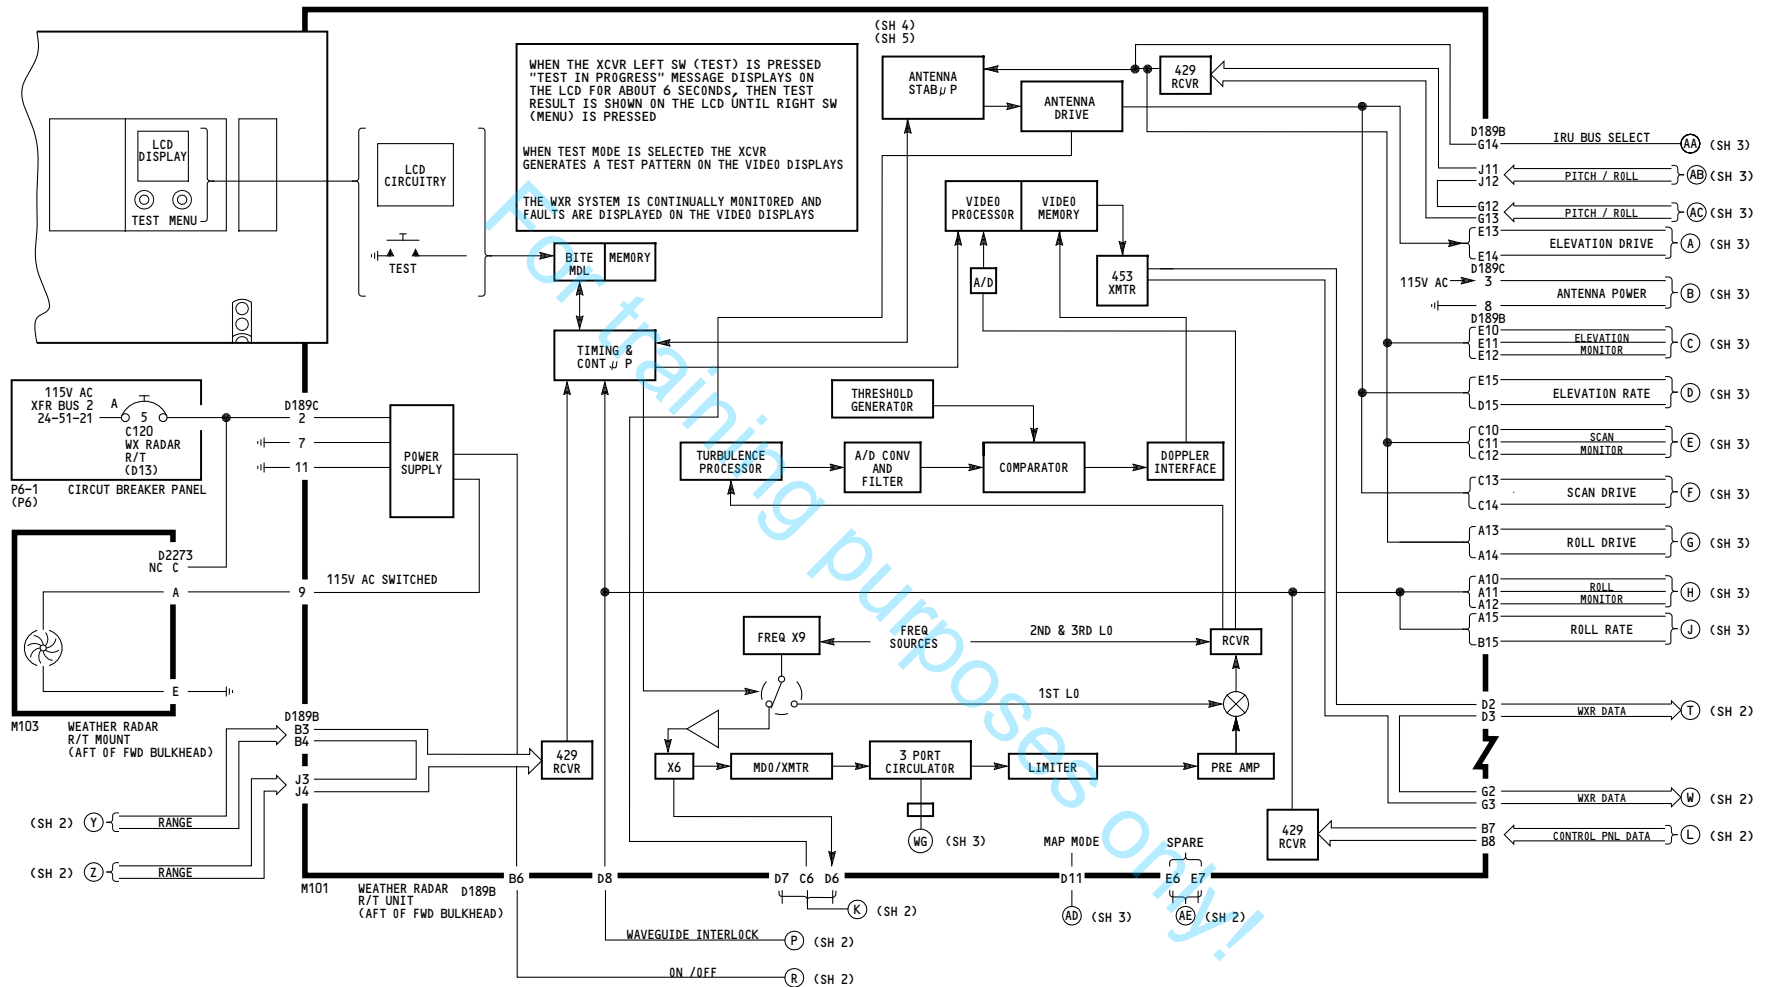 (SH 4)
(SH 5)
WHEN THE XCVR LEFT SW (TEST) IS PRESSED
"TEST IN PROGRESS" MESSAGE DISPLAYS ON
THE LCD FOR ABOUT 6 SECONDS, THEN TEST
RESULT IS SHOWN ON THE LCD UNTIL RIGHT SW
(MENU) IS PRESSED
WHEN TEST MODE IS SELECTED THE XCVR
GENERATES A TEST PATTERN ON THE VIDEO DISPLAYS
THE WXR SYSTEM IS CONTINUALLY MONITORED AND
FAULTS ARE DISPLAYED ON THE VIDEO DISPLAYS
LCD
DISPLAY
TEST MENU
LCD
CIRCUITRY
TEST
BITE
MDL
MEMORY
TIMING &
CONT µ P
ANTENNA
STAB µ P
ANTENNA
DRIVE
429
RCVR
VIDEO
PROCESSOR
VIDEO
MEMORY
A/D
453
XMTR
THRESHOLD
GENERATOR
TURBULENCE
PROCESSOR
A/D CONV
AND
FILTER
COMPARATOR
DOPPLER
INTERFACE
115V AC
XFR BUS 2
24-51-21
A
5
C120
WX RADAR
R/T
(D13)
P6-1
(P6)
CIRCUT BREAKER PANEL
D189C
2
7
11
POWER
SUPPLY
D2273
NC C
A
9
115V AC SWITCHED
E
M103
WEATHER RADAR
R/T MOUNT
(AFT OF FWD BULKHEAD)
D189B
B3
B4
J3
J4
429
RCVR
(SH 2) Y RANGE
(SH 2) Z RANGE
FREQ X9
FREQ
SOURCES
2ND & 3RD LO
RCVR
1ST LO
X6
MDO/XMTR
3 PORT
CIRCULATOR
LIMITER
PRE AMP
WG (SH 3)
MAP MODE
SPARE
429
RCVR
M101
WEATHER RADAR
R/T UNIT
(AFT OF FWD BULKHEAD)
D189B
B6
D8
D7 C6 D6
D11
E6 E7
K (SH 2)
AD (SH 3)
AE (SH 2)
WAVEGUIDE INTERLOCK P (SH 2)
ON /OFF R (SH 2)
D189B
G14 IRU BUS SELECT AA (SH 3)
J11
J12
PITCH / ROLL AB (SH 3)
G12
G13
PITCH / ROLL AC (SH 3)
E13
E14
ELEVATION DRIVE A (SH 3)
D189C
115V AC 3
8
ANTENNA POWER B (SH 3)
D189B
E10
E11
E12
ELEVATION
MONITOR
C (SH 3)
E15
D15
ELEVATION RATE D (SH 3)
C10
C11
C12
SCAN
MONITOR
E (SH 3)
C13
C14
SCAN DRIVE F (SH 3)
A13
A14
ROLL DRIVE G (SH 3)
A10
A11
A12
ROLL
MONITOR
H (SH 3)
A15
B15
ROLL RATE J (SH 3)
D2
D3
WXR DATA T (SH 2)
G2
G3
WXR DATA W (SH 2)
B7
B8
CONTROL PNL DATA L (SH 2)
For training purposes only!